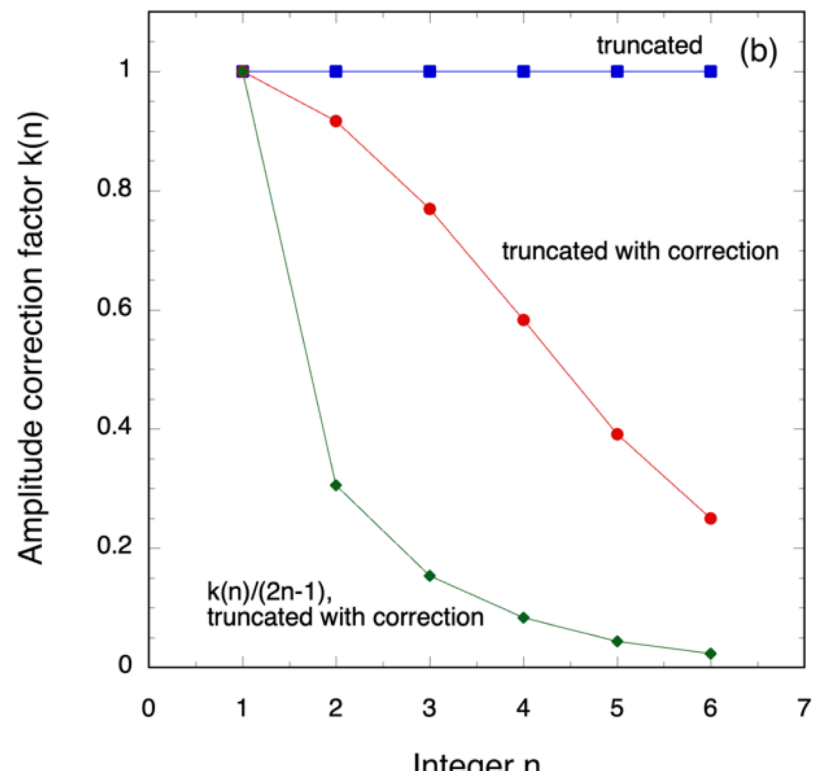 truncated
(b)
1
0.8
truncated with correction
0.6
0.4
0.2
k(n)/(2n-1),
truncated with correction
0
0 1 2 3 4 5 6 7
Amplitude correction factor k(n)
Integer n